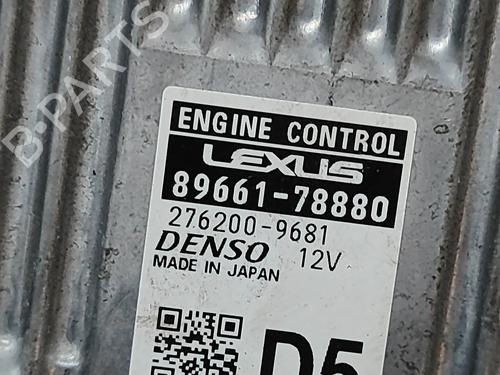 B-PARTS
ENGINE CONTROL
LEXUS
89661-78880
276200-9681
DENSO 12V
MADE IN JAPAN
D5